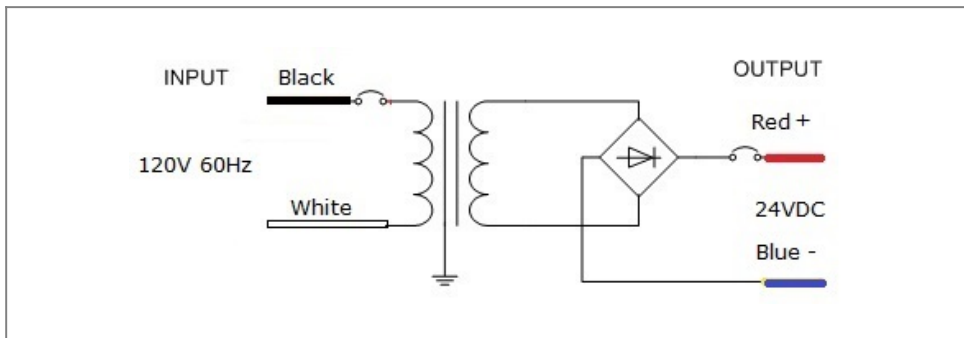 INPUT
Black
OUTPUT
Red +
120V 60Hz
White
24VDC
Blue -